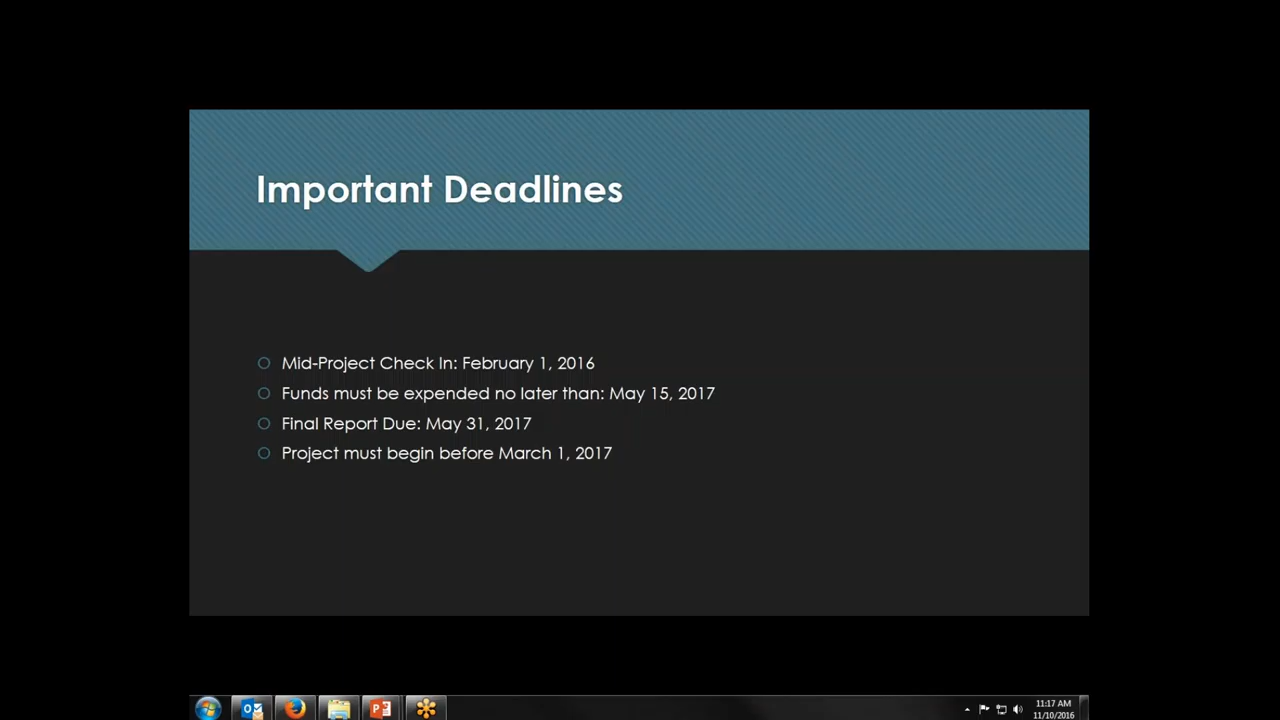 Important Deadlines
Mid-Project Check In: February 1, 2016
Funds must be expended no later than: May 15, 2017
Final Report Due: May 31, 2017
Project must begin before March 1, 2017
11:17 AM
11/10/2016